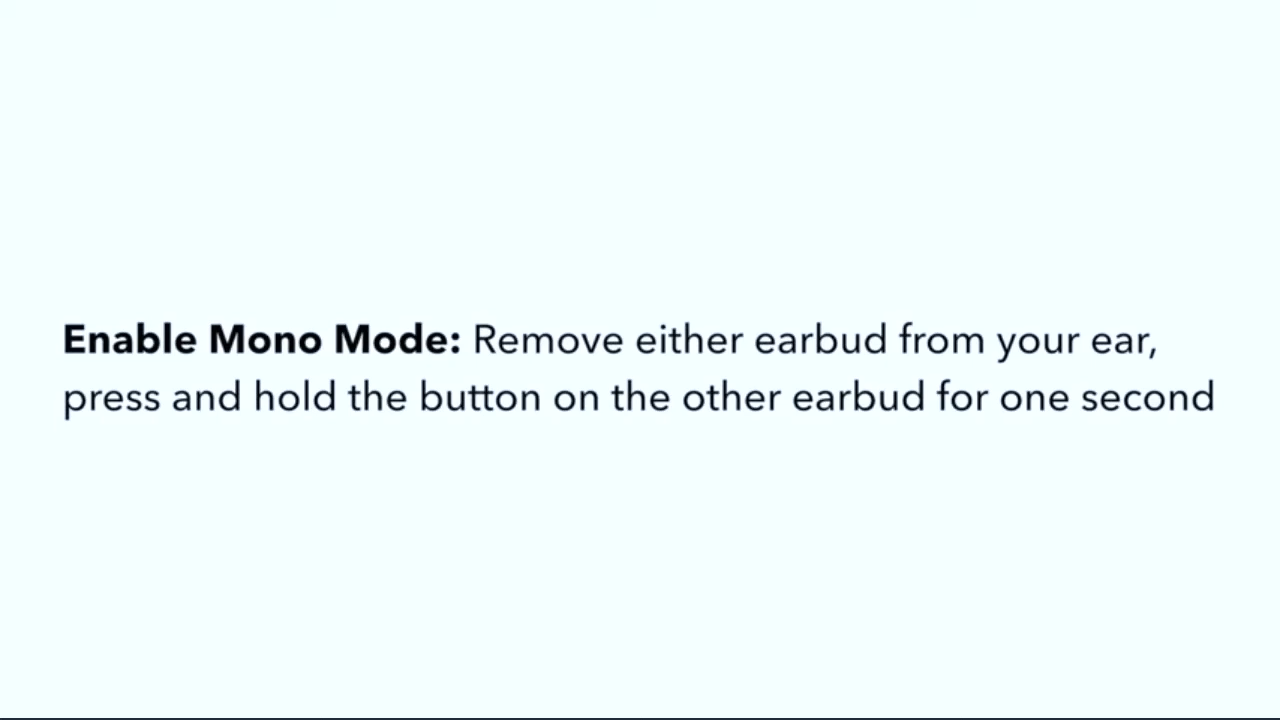 Enable Mono Mode: Remove either earbud from your ear,
press and hold the button on the other earbud for one second